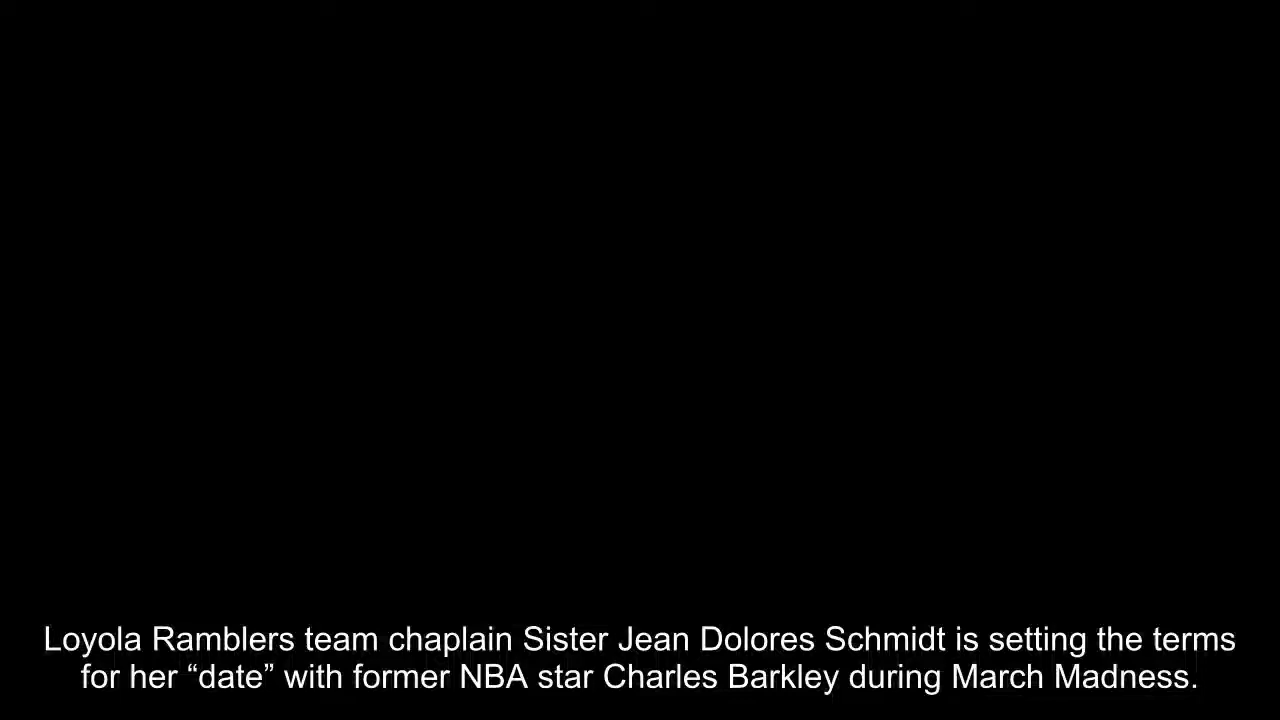 Loyola Ramblers team chaplain Sister Jean Dolores Schmidt is setting the terms
for her “date” with former NBA star Charles Barkley during March Madness.